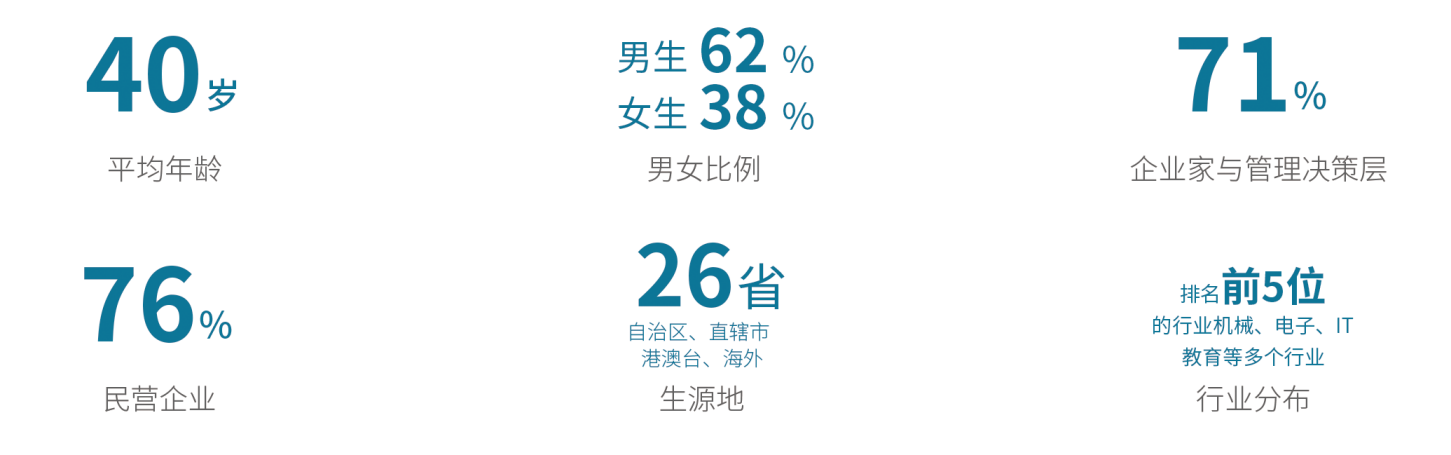 40岁
平均年龄
男生 62 %
女生 38 %
男女比例
71%
企业家与管理决策层
76%
民营企业
26省
自治区、直辖市
港澳台、海外
生源地
排名前5位
的行业机械、电子、IT
教育等多个行业
行业分布